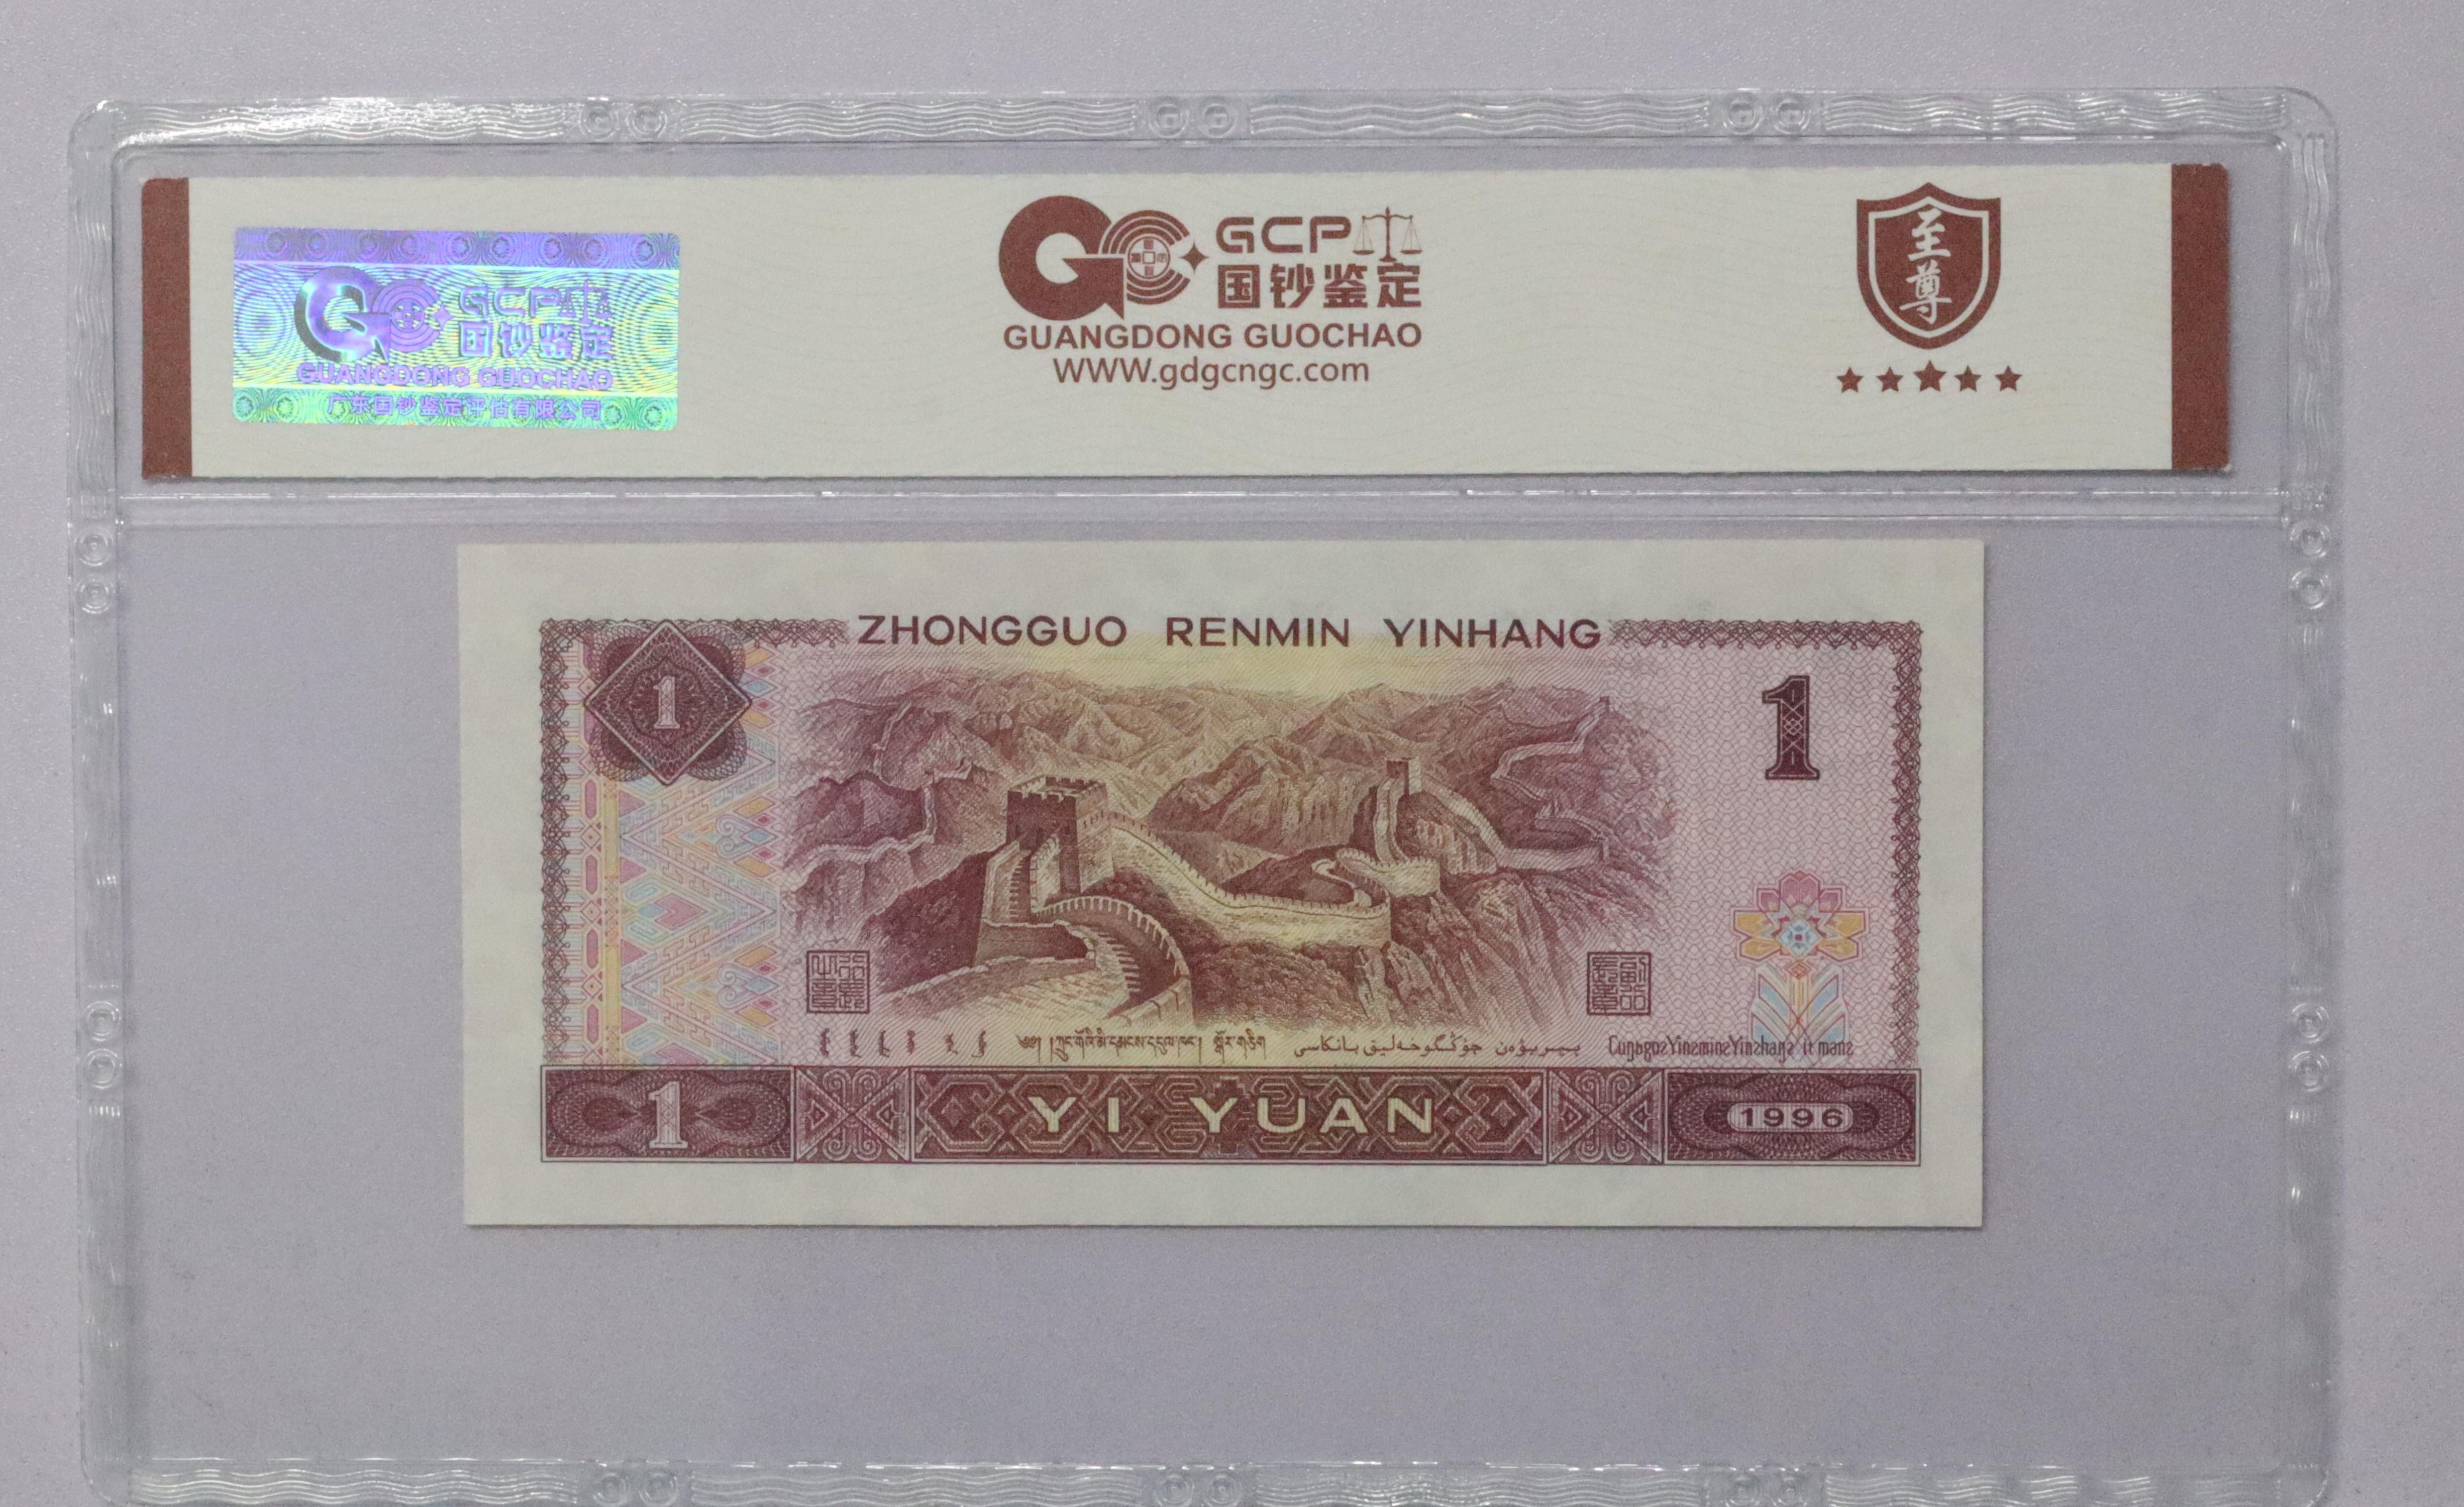 GCP
国钞鉴定
GUANGDONG GUOCHAO
广东国钞鉴定评估有限公司
GCP
国钞鉴定
GUANGDONG GUOCHAO
WWW.gdgcngc.com
至尊
ZHONGGUO RENMIN YINHANG
1
1
1
YI YUAN
1996